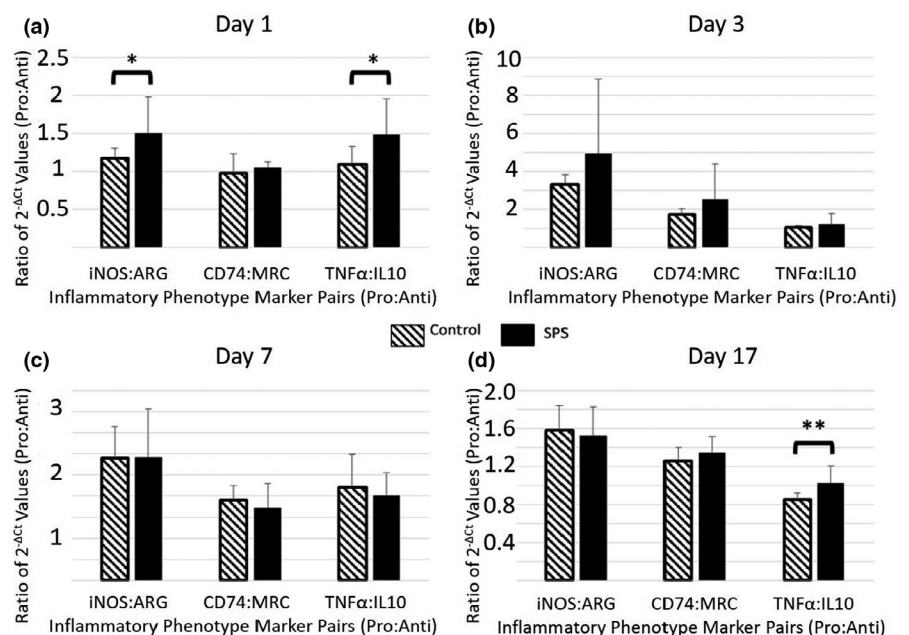 (a)
Day 1
Ratio of 2^-ΔCt Values (Pro:Anti)
2.5
2
1.5
1
0.5
*
*
iNOS:ARG
CD74:MRC
TNFα:IL10
Inflammatory Phenotype Marker Pairs (Pro:Anti)
(b)
Day 3
Ratio of 2^-ΔCt Values (Pro:Anti)
10
8
6
4
2
iNOS:ARG
CD74:MRC
TNFα:IL10
Inflammatory Phenotype Marker Pairs (Pro:Anti)
Control
SPS
(c)
Day 7
Ratio of 2^-ΔCt Values (Pro:Anti)
3
2
1
iNOS:ARG
CD74:MRC
TNFα:IL10
Inflammatory Phenotype Marker Pairs (Pro:Anti)
(d)
Day 17
Ratio of 2^-ΔCt Values (Pro:Anti)
2.0
1.6
1.2
0.8
0.4
**
iNOS:ARG
CD74:MRC
TNFα:IL10
Inflammatory Phenotype Marker Pairs (Pro:Anti)